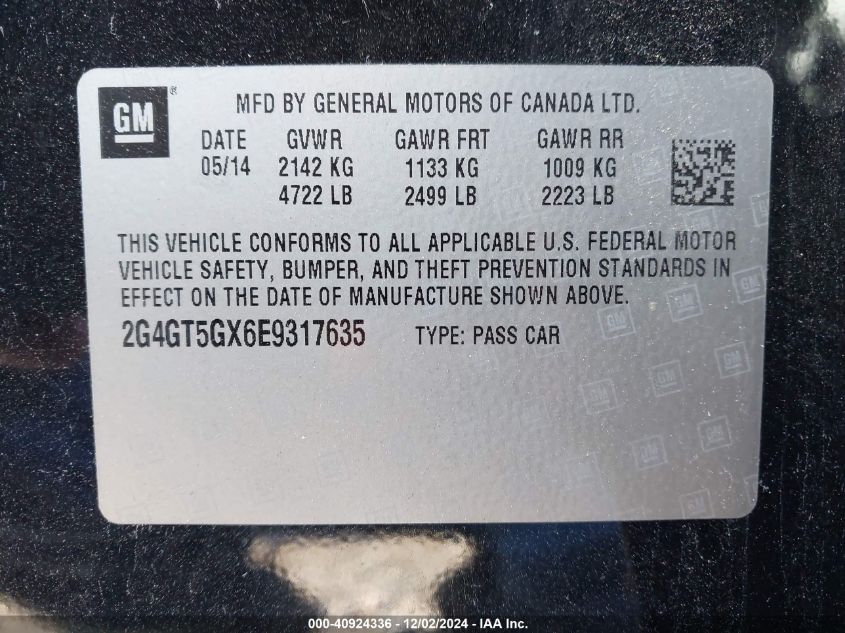 GM ®
MFD BY GENERAL MOTORS OF CANADA LTD.
DATE GVWR GAWR FRT GAWR RR
05/14 2142 KG 1133 KG 1009 KG
4722 LB 2499 LB 2223 LB
THIS VEHICLE CONFORMS TO ALL APPLICABLE U.S. FEDERAL MOTOR
VEHICLE SAFETY, BUMPER, AND THEFT PREVENTION STANDARDS IN
EFFECT ON THE DATE OF MANUFACTURE SHOWN ABOVE.
2G4GT5GX6E9317635 TYPE: PASS CAR
000-40924336 - 12/02/2024 - IAA Inc.